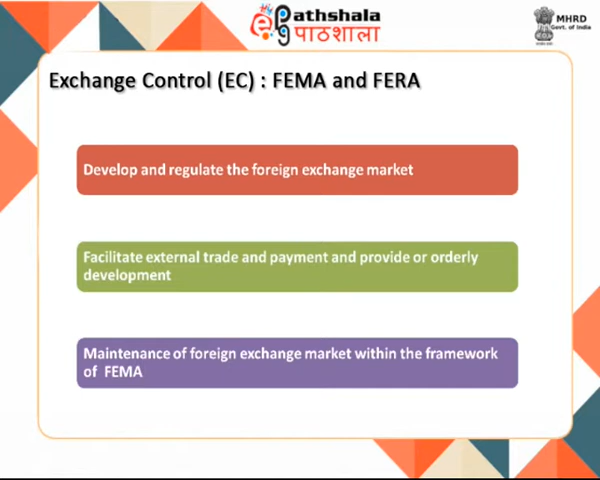 Pathshala
पाठशाला
MHRD
Govt. of India
Exchange Control (EC) : FEMA and FERA
Develop and regulate the foreign exchange market
Facilitate external trade and payment and provide or orderly
development
Maintenance of foreign exchange market within the framework
of FEMA